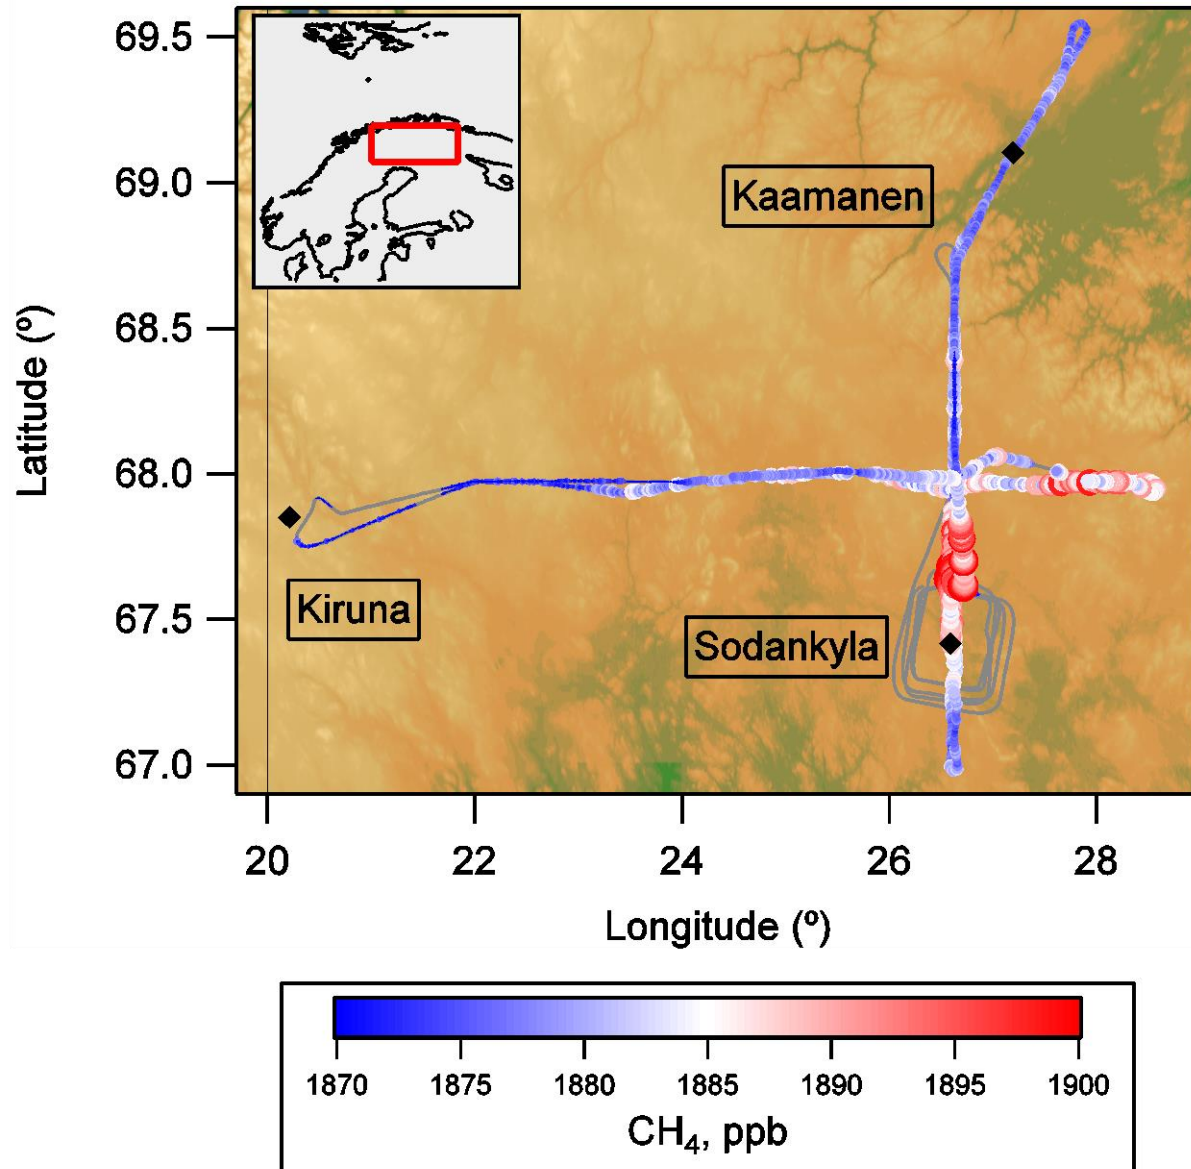 69.5
69.0
68.5
68.0
67.5
67.0
Latitude (º)
Kaamanen
Kiruna
Sodankyla
20 22 24 26 28
Longitude (º)
1870 1875 1880 1885 1890 1895 1900
CH₄, ppb